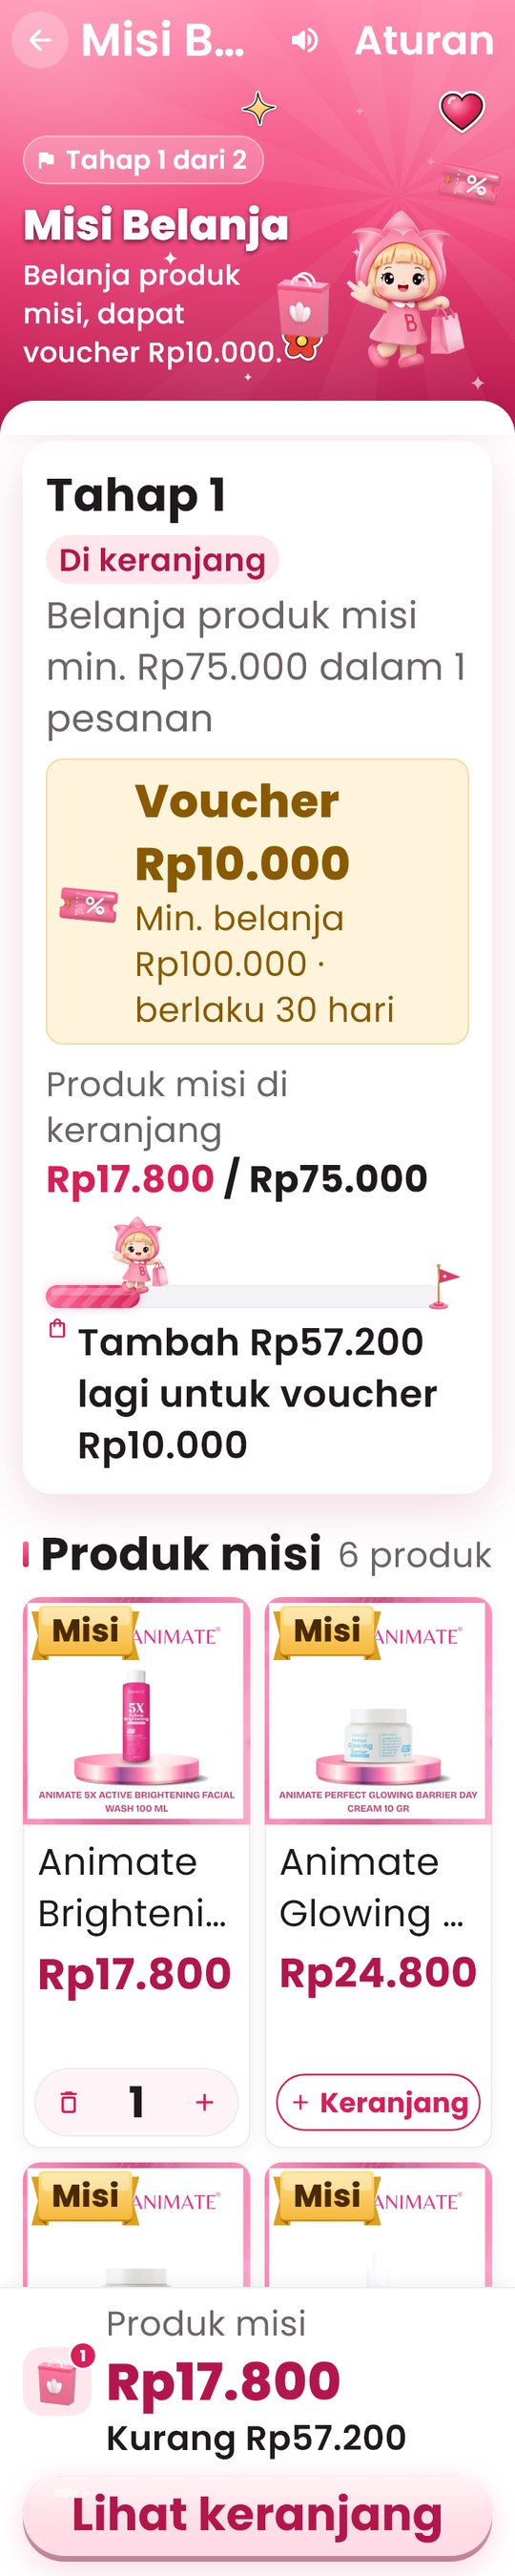 Misi B...
Aturan
Tahap 1 dari 2
Misi Belanja
Belanja produk
misi, dapat
voucher Rp10.000.
B
Tahap 1
Di keranjang
Belanja produk misi
min. Rp75.000 dalam 1
pesanan
Voucher
Rp10.000
%
Min. belanja
Rp100.000 ·
berlaku 30 hari
Produk misi di
keranjang
Rp17.800 / Rp75.000
Tambah Rp57.200
lagi untuk voucher
Rp10.000
Produk misi
6 produk
Misi
ANIMATE®
5X
ANIMATE 5X ACTIVE BRIGHTENING FACIAL
WASH 100 ML
Animate
Brighteni...
Rp17.800
1
Misi
ANIMATE®
Glowing
ANIMATE PERFECT GLOWING BARRIER DAY
CREAM 10 GR
Animate
Glowing ...
Rp24.800
+ Keranjang
Misi
ANIMATE®
Misi
ANIMATE®
1
Produk misi
Rp17.800
Kurang Rp57.200
Lihat keranjang